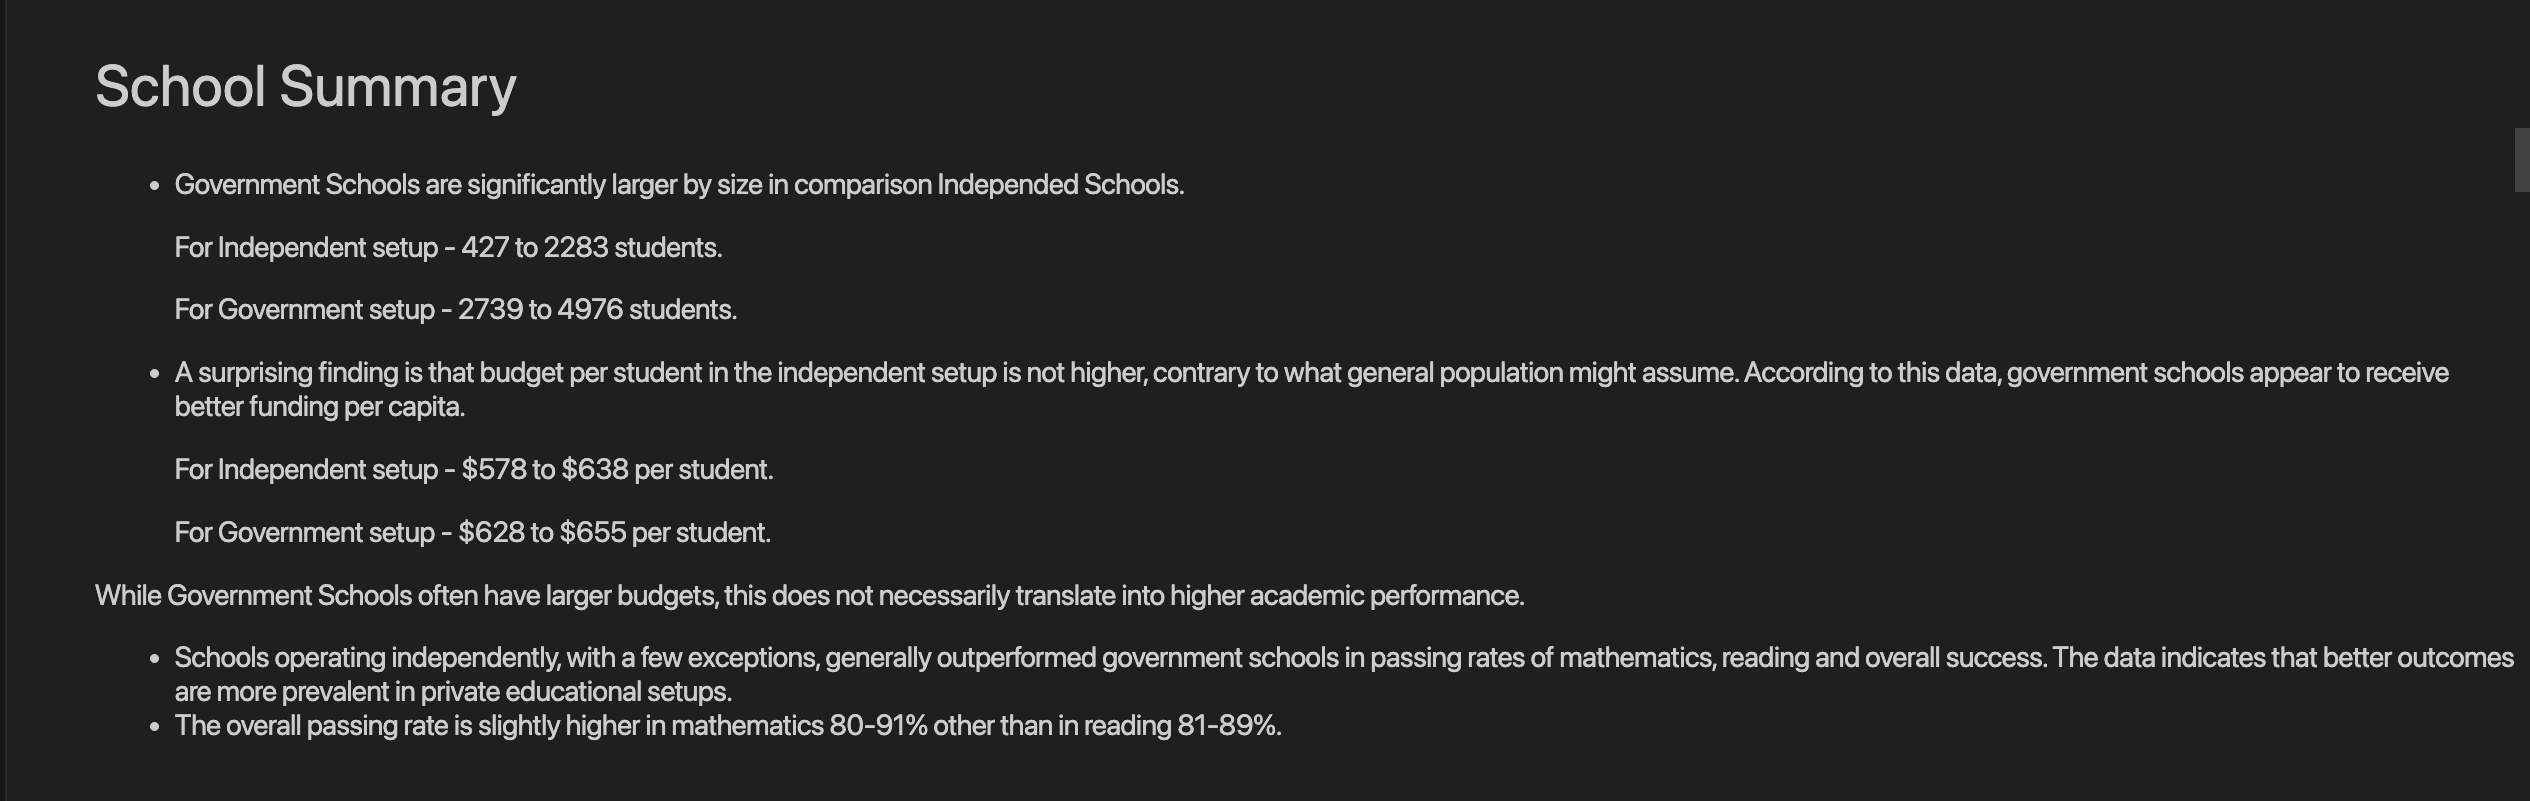 School Summary
• Government Schools are significantly larger by size in comparison Independed Schools.
For Independent setup - 427 to 2283 students.
For Government setup - 2739 to 4976 students.
• A surprising finding is that budget per student in the independent setup is not higher, contrary to what general population might assume. According to this data, government schools appear to receive
better funding per capita.
For Independent setup - $578 to $638 per student.
For Government setup - $628 to $655 per student.
While Government Schools often have larger budgets, this does not necessarily translate into higher academic performance.
• Schools operating independently, with a few exceptions, generally outperformed government schools in passing rates of mathematics, reading and overall success. The data indicates that better outcomes
are more prevalent in private educational setups.
• The overall passing rate is slightly higher in mathematics 80-91% other than in reading 81-89%.